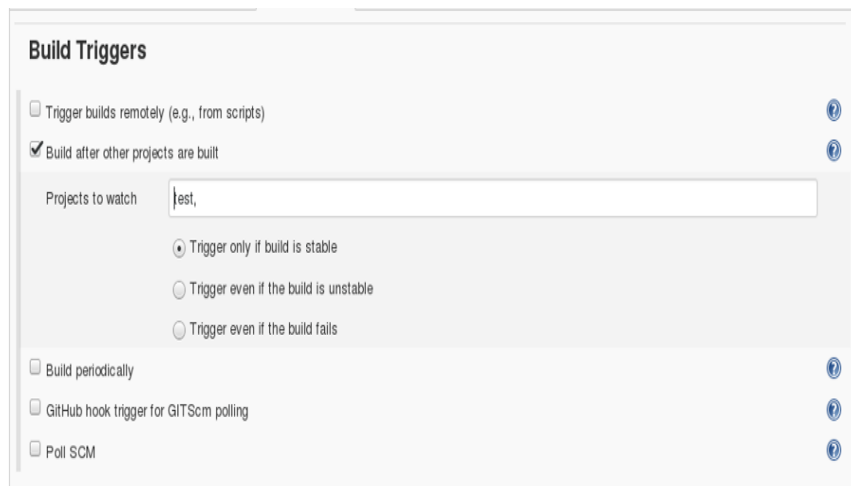 Build Triggers
Trigger builds remotely (e.g., from scripts)
Build after other projects are built
Projects to watch test,
Trigger only if build is stable
Trigger even if the build is unstable
Trigger even if the build fails
Build periodically
GitHub hook trigger for GITScm polling
Poll SCM